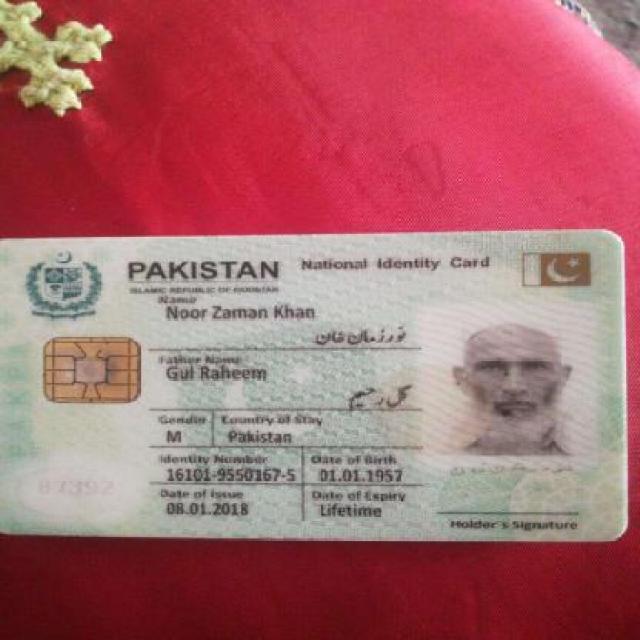 PAKISTAN National Identity Card
ISLAMIC REPUBLIC OF PAKISTAN
Name
Noor Zaman Khan
نور زمان خان
Father Name
Gul Raheem
گل رحیم
Gender Country of Stay
M Pakistan
Identity Number Date of Birth
16101-9550167-5 01.01.1957
Date of Issue Date of Expiry
08.01.2018 Lifetime
Holder's Signature